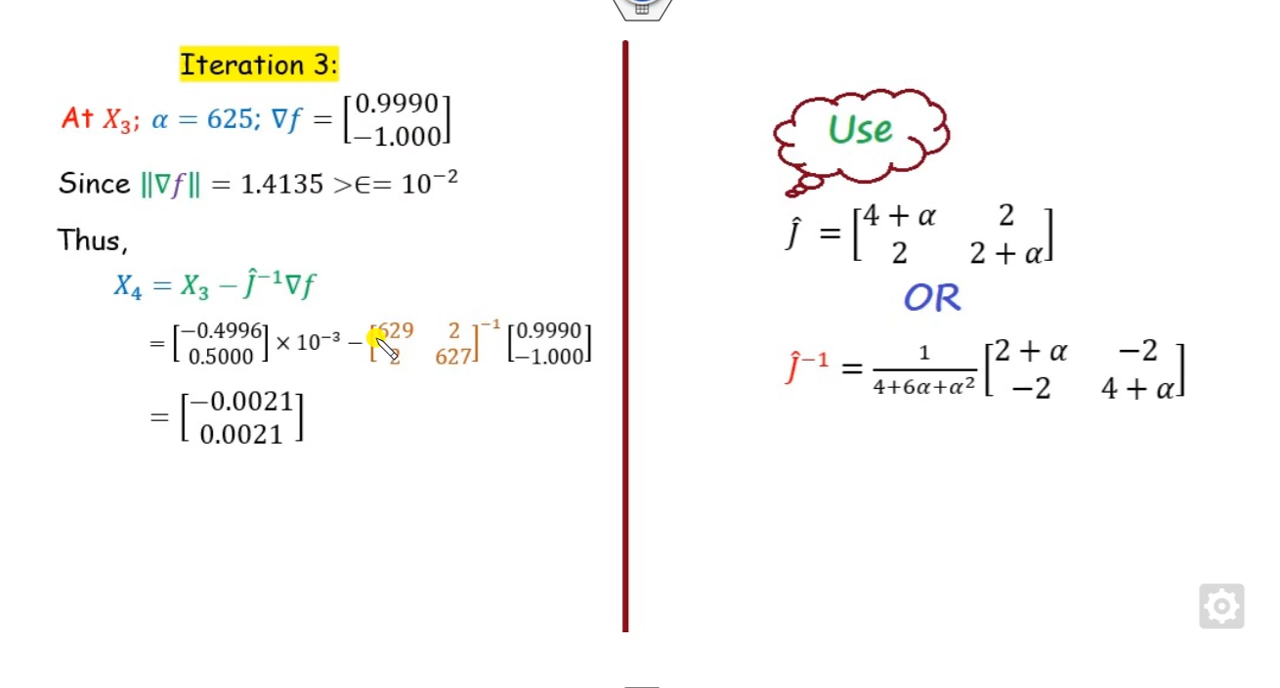 Iteration 3:
At X₃; α = 625; ∇f = [0.9990
−1.000]
Since ‖∇f‖ = 1.4135 >∈= 10⁻²
Thus,
X₄ = X₃ − Ĵ⁻¹∇f
= [−0.4996
0.5000] × 10⁻³ − [629 2
2 627]⁻¹ [0.9990
−1.000]
= [−0.0021
0.0021]
Use
Ĵ = [4 + α 2
2 2 + α]
OR
Ĵ⁻¹ = 1/(4+6α+α²) [2 + α −2
−2 4 + α]